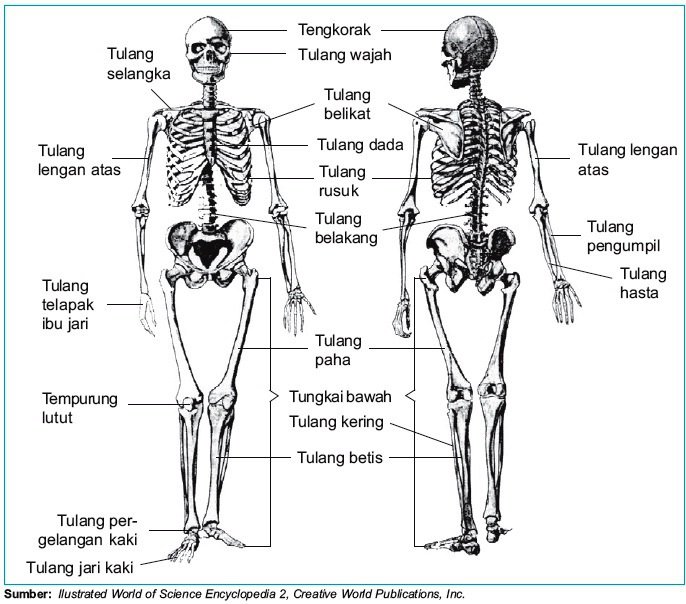 Tengkorak
Tulang wajah
Tulang
selangka
Tulang
belikat
Tulang dada
Tulang
lengan atas
Tulang lengan
atas
Tulang
rusuk
Tulang
belakang
Tulang
pengumpil
Tulang
hasta
Tulang
telapak
ibu jari
Tulang
paha
Tempurung
lutut
Tungkai bawah
Tulang kering
Tulang betis
Tulang per-
gelangan kaki
Tulang jari kaki
Sumber: Ilustrated World of Science Encyclopedia 2, Creative World Publications, Inc.